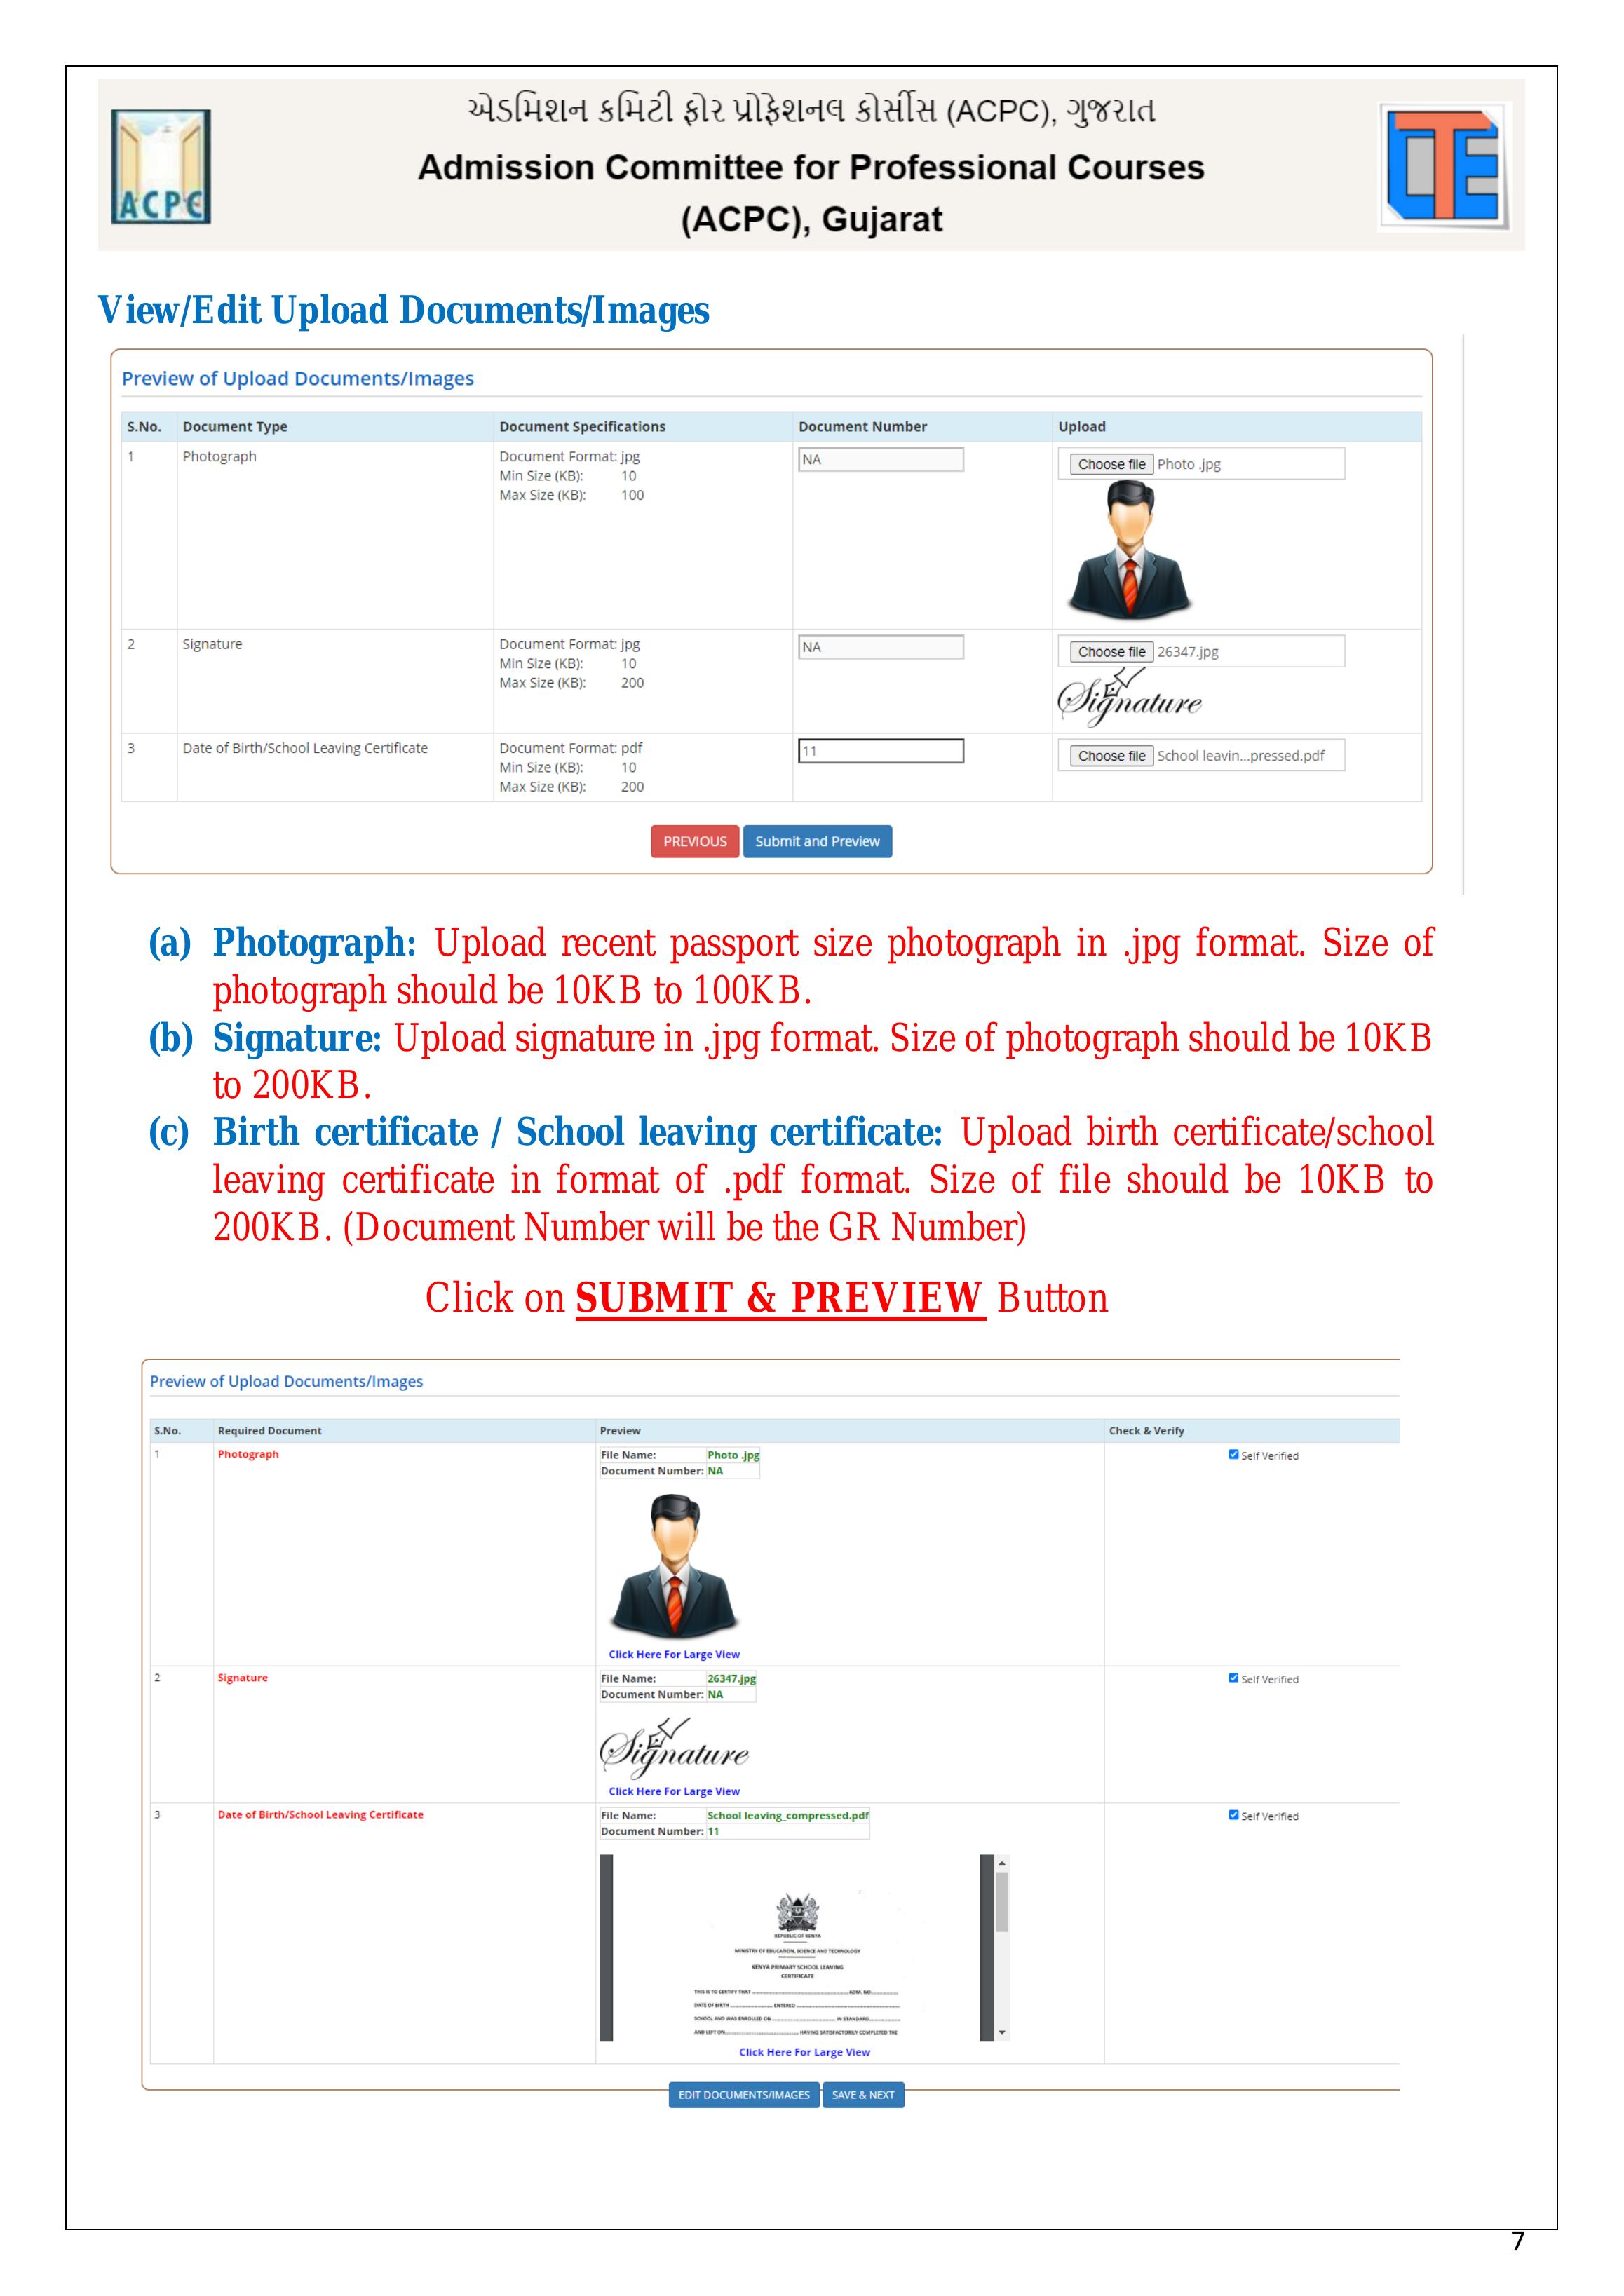 ACPC
એડમિશન કમિટી ફોર પ્રોફેશનલ કોર્સીસ (ACPC), ગુજરાત
Admission Committee for Professional Courses
(ACPC), Gujarat
View/Edit Upload Documents/Images
Preview of Upload Documents/Images
S.No. Document Type Document Specifications Document Number Upload
1 Photograph Document Format: jpg NA Choose file Photo .jpg
Min Size (KB): 10
Max Size (KB): 100
2 Signature Document Format: jpg NA Choose file 26347.jpg
Min Size (KB): 10
Max Size (KB): 200
Signature
3 Date of Birth/School Leaving Certificate Document Format: pdf 11 Choose file School leavin...pressed.pdf
Min Size (KB): 10
Max Size (KB): 200
PREVIOUS Submit and Preview
(a) Photograph: Upload recent passport size photograph in .jpg format. Size of
photograph should be 10KB to 100KB.
(b) Signature: Upload signature in .jpg format. Size of photograph should be 10KB
to 200KB.
(c) Birth certificate / School leaving certificate: Upload birth certificate/school
leaving certificate in format of .pdf format. Size of file should be 10KB to
200KB. (Document Number will be the GR Number)
Click on SUBMIT & PREVIEW Button
Preview of Upload Documents/Images
S.No. Required Document Preview Check & Verify
1 Photograph File Name: Photo .jpg Self Verified
Document Number: NA
Click Here For Large View
2 Signature File Name: 26347.jpg Self Verified
Document Number: NA
Signature
Click Here For Large View
3 Date of Birth/School Leaving Certificate File Name: School leaving_compressed.pdf Self Verified
Document Number: 11
REPUBLIC OF KENYA
MINISTRY OF EDUCATION, SCIENCE AND TECHNOLOGY
KENYA PRIMARY SCHOOL LEAVING
CERTIFICATE
THIS IS TO CERTIFY THAT ........ ADM. NO........
DATE OF BIRTH ........ ENTERED ........
SCHOOL AND WAS ENROLLED ON ........ IN STANDARD........
AND LEFT ON........ HAVING SATISFACTORILY COMPLETED THE
Click Here For Large View
EDIT DOCUMENTS/IMAGES SAVE & NEXT
7